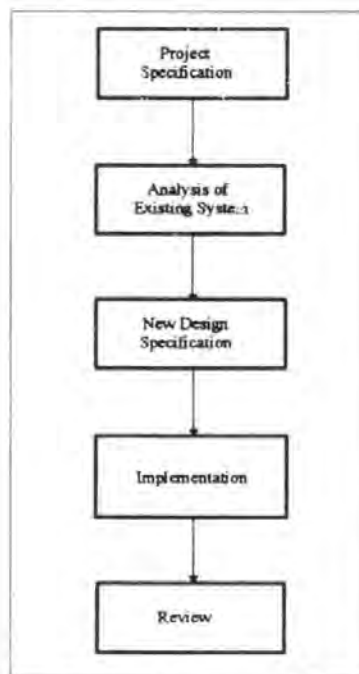 Project
Specification
Analysis of
Existing System
New Design
Specification
Implementation
Review